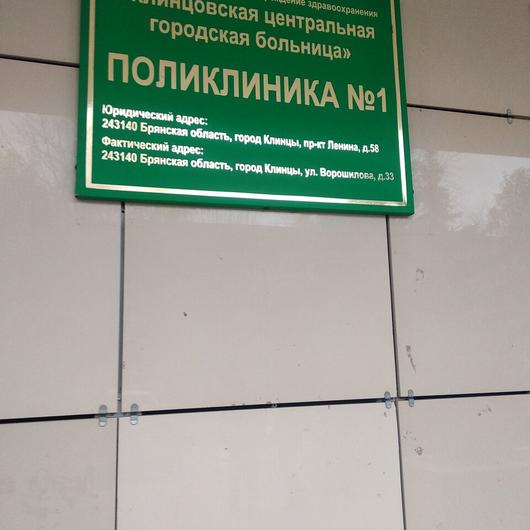 здравоохранения
Клинцовская центральная
городская больница»
ПОЛИКЛИНИКА №1
Юридический адрес:
243140 Брянская область, город Клинцы, пр-кт Ленина, д.58
Фактический адрес:
243140 Брянская область, город Клинцы, ул. Ворошилова, д.33